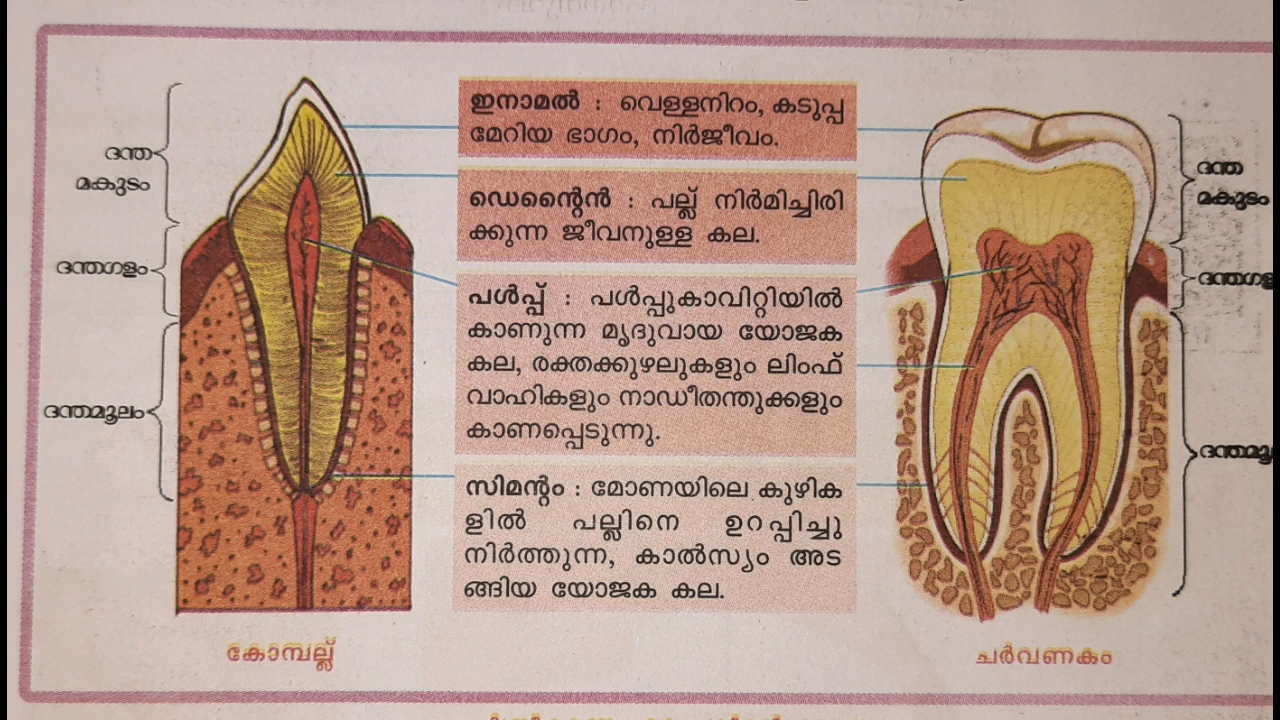 ദന്ത
മകുടം
ദന്തഗളം
ദന്തമൂലം
ഇനാമൽ : വെള്ളനിറം, കടുപ്പ
മേറിയ ഭാഗം, നിർജീവം.
ഡെന്റൈൻ : പല്ല് നിർമിച്ചിരി
ക്കുന്ന ജീവനുള്ള കല.
പൾപ്പ് : പൾപ്പുകാവിറ്റിയിൽ
കാണുന്ന മൃദുവായ യോജക
കല, രക്തക്കുഴലുകളും ലിംഫ്
വാഹികളും നാഡീതന്തുക്കളും
കാണപ്പെടുന്നു.
സിമന്റം : മോണയിലെ കുഴിക
ളിൽ പല്ലിനെ ഉറപ്പിച്ചു
നിർത്തുന്ന, കാൽസ്യം അട
ങ്ങിയ യോജക കല.
ദന്ത
മകുടം
കോമ്പല്ല്
ചർവണകം